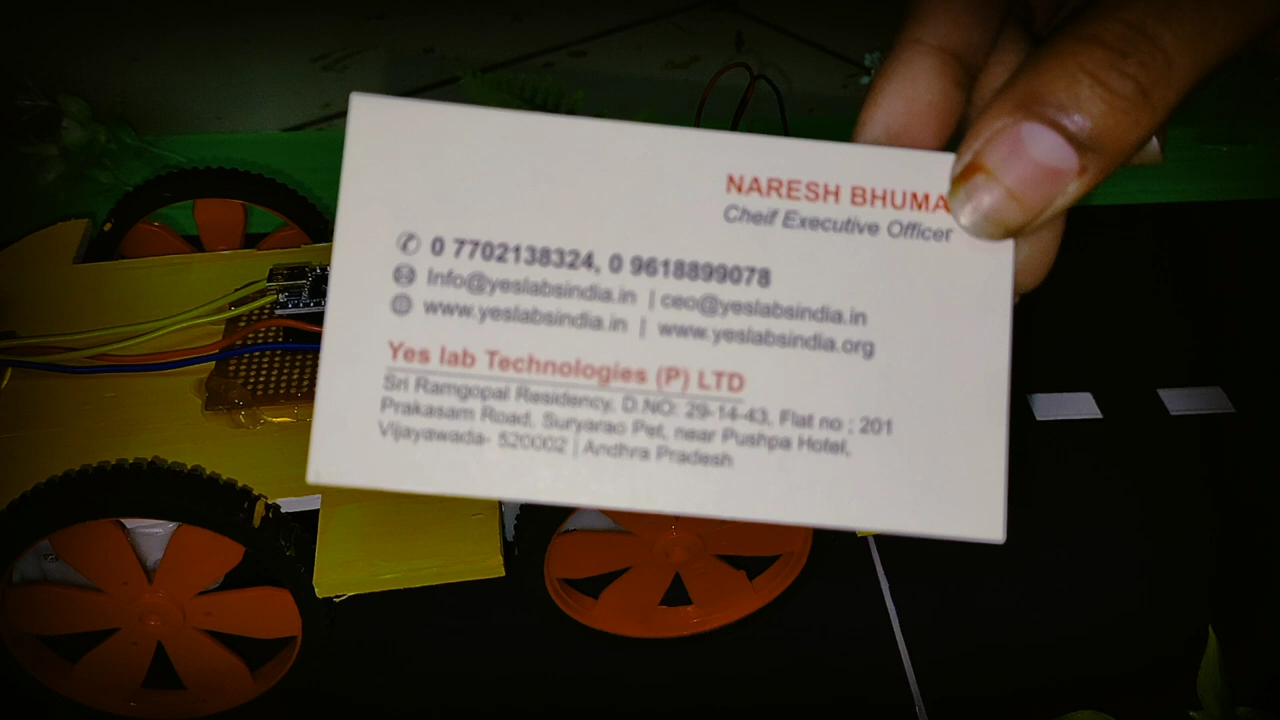 NARESH BHUMA
Cheif Executive Officer
0 7702138324, 0 9618899078
Info@yeslabsindia.in | ceo@yeslabsindia.in
www.yeslabsindia.in | www.yeslabsindia.org
Yes lab Technologies (P) LTD
Sri Ramgopal Residency, D.NO: 29-14-43, Flat no : 201
Prakasam Road, Suryarao Pet, near Pushpa Hotel,
Vijayawada- 520002 | Andhra Pradesh